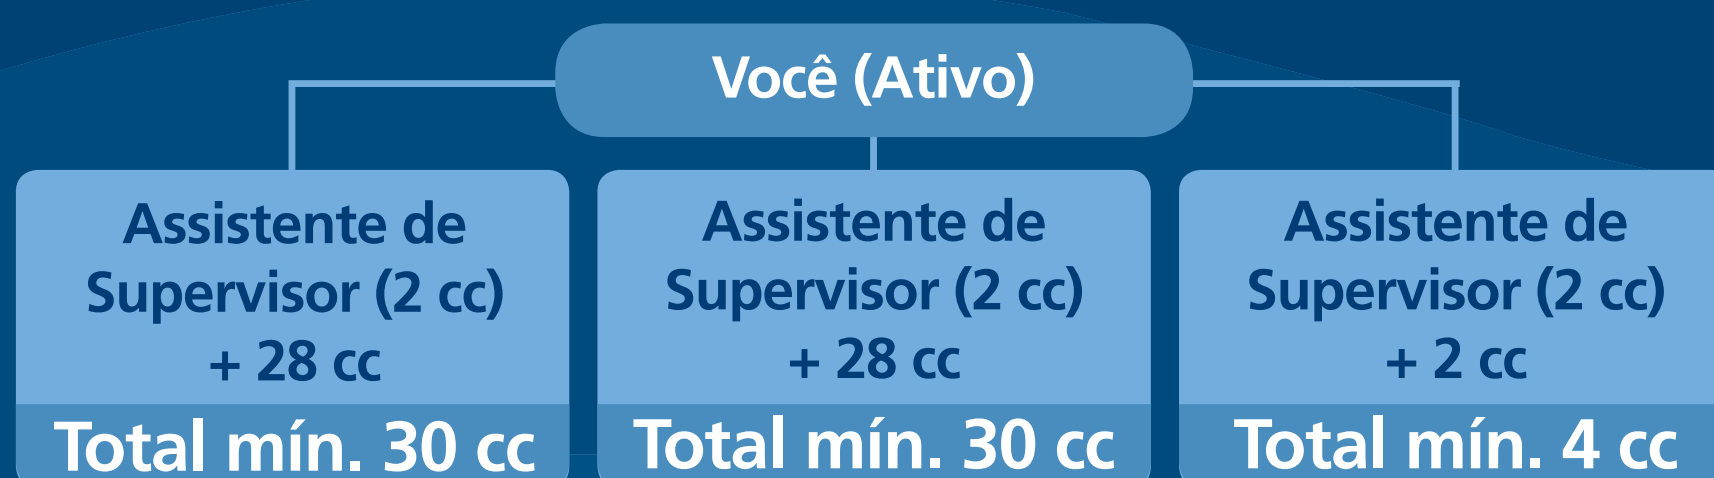 Você (Ativo)
Assistente de
Supervisor (2 cc)
+ 28 cc
Total mín. 30 cc
Assistente de
Supervisor (2 cc)
+ 28 cc
Total mín. 30 cc
Assistente de
Supervisor (2 cc)
+ 2 cc
Total mín. 4 cc